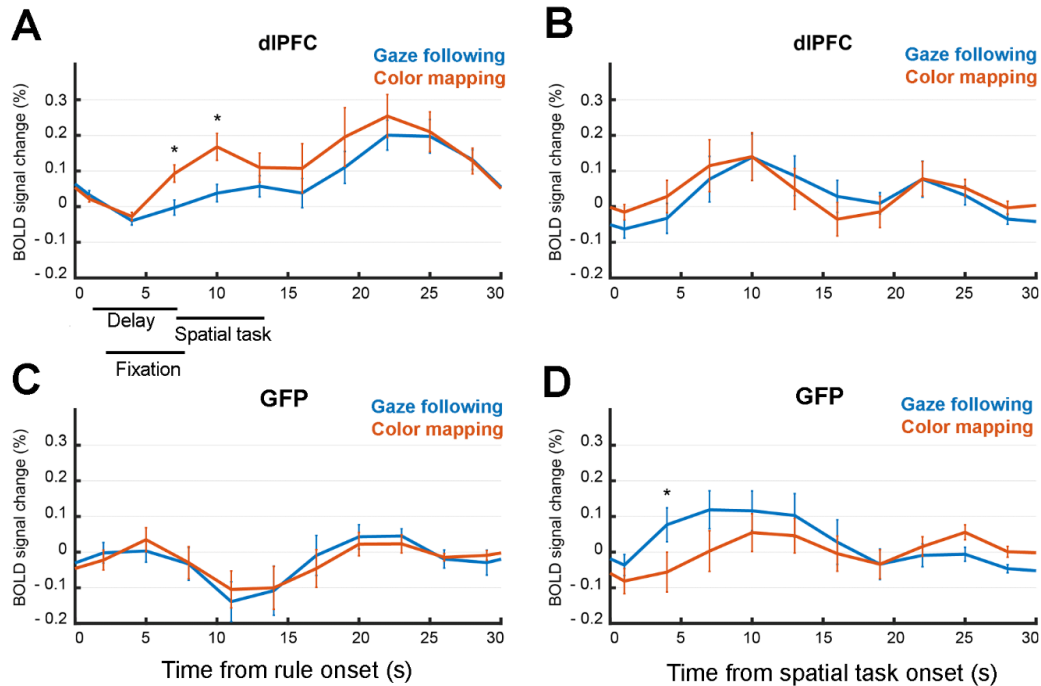 A
dlPFC
Gaze following
Color mapping
BOLD signal change (%)
0.3
0.2
0.1
0
- 0.1
- 0.2
0 5 10 15 20 25 30
*
*
Delay
Spatial task
Fixation
B
dlPFC
Gaze following
Color mapping
BOLD signal change (%)
0.3
0.2
0.1
0
- 0.1
- 0.2
0 5 10 15 20 25 30
C
GFP
Gaze following
Color mapping
BOLD signal change (%)
0.3
0.2
0.1
0
- 0.1
- 0.2
0 5 10 15 20 25 30
Time from rule onset (s)
D
GFP
Gaze following
Color mapping
BOLD signal change (%)
0.3
0.2
0.1
0
- 0.1
- 0.2
*
0 5 10 15 20 25 30
Time from spatial task onset (s)